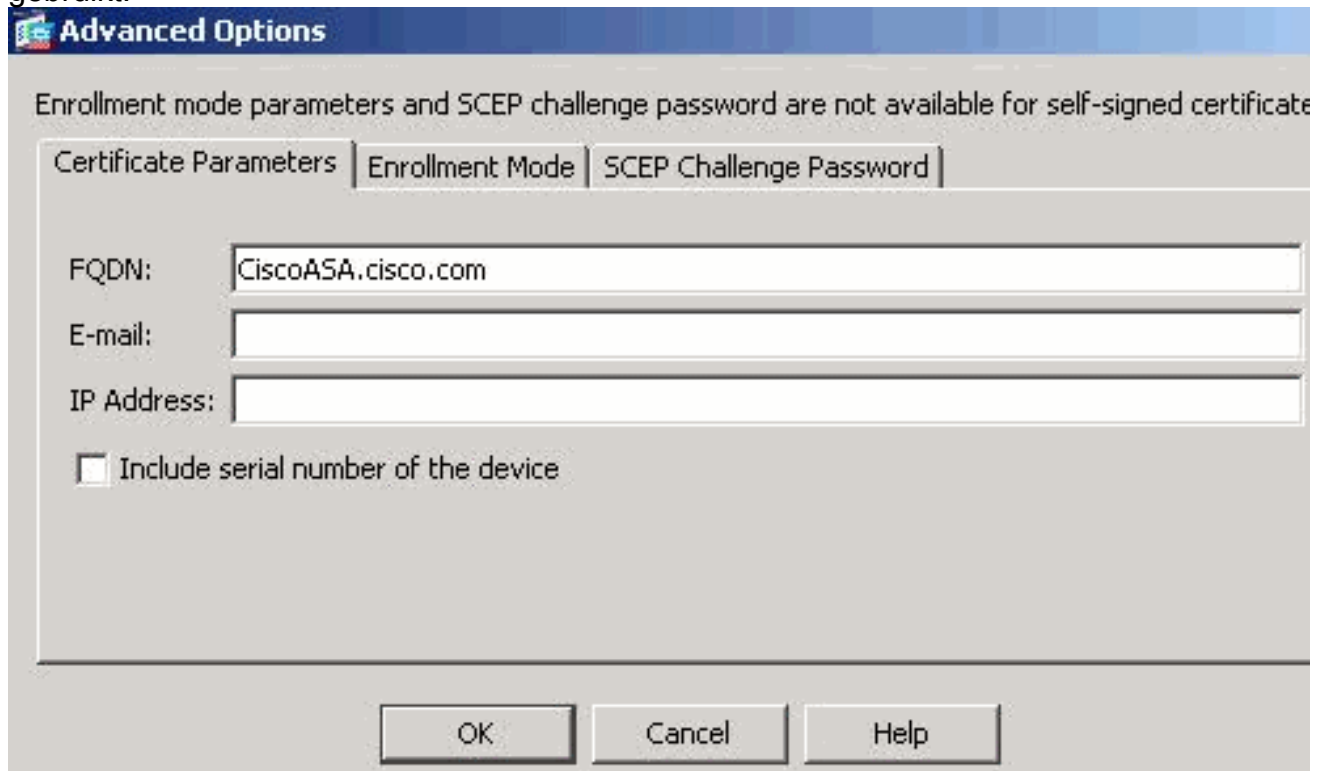 gebruikt.
Advanced Options
Enrollment mode parameters and SCEP challenge password are not available for self-signed certificate
Certificate Parameters Enrollment Mode SCEP Challenge Password
FQDN: CiscoASA.cisco.com
E-mail:
IP Address:
Include serial number of the device
OK Cancel Help